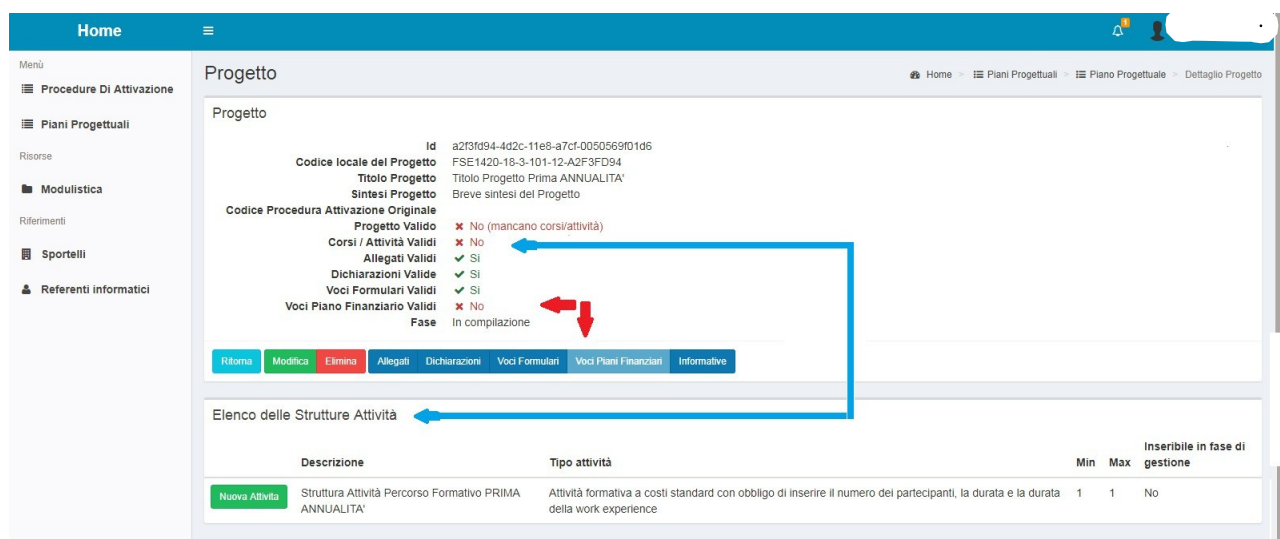 Home
1
Menù
Procedure Di Attivazione
Piani Progettuali
Risorse
Modulistica
Riferimenti
Sportelli
Referenti informatici
Progetto
Home > Piani Progettuali > Piano Progettuale > Dettaglio Progetto
Progetto
Id a2f3fd94-4d2c-11e8-a7cf-0050569f01d6
Codice locale del Progetto FSE1420-18-3-101-12-A2F3FD94
Titolo Progetto Titolo Progetto Prima ANNUALITA'
Sintesi Progetto Breve sintesi del Progetto
Codice Procedura Attivazione Originale
Progetto Valido No (mancano corsi/attività)
Corsi / Attività Validi No
Allegati Validi Sì
Dichiarazioni Valide Sì
Voci Formulari Validi Sì
Voci Piano Finanziario Validi No
Fase In compilazione
Ritorna Modifica Elimina Allegati Dichiarazioni Voci Formulari Voci Piani Finanziari Informative
Elenco delle Strutture Attività
Descrizione Tipo attività Min Max Inseribile in fase di
gestione
Nuova Attivita Struttura Attività Percorso Formativo PRIMA
ANNUALITA'
Attività formativa a costi standard con obbligo di inserire il numero dei partecipanti, la durata e la durata
della work experience
1 1 No